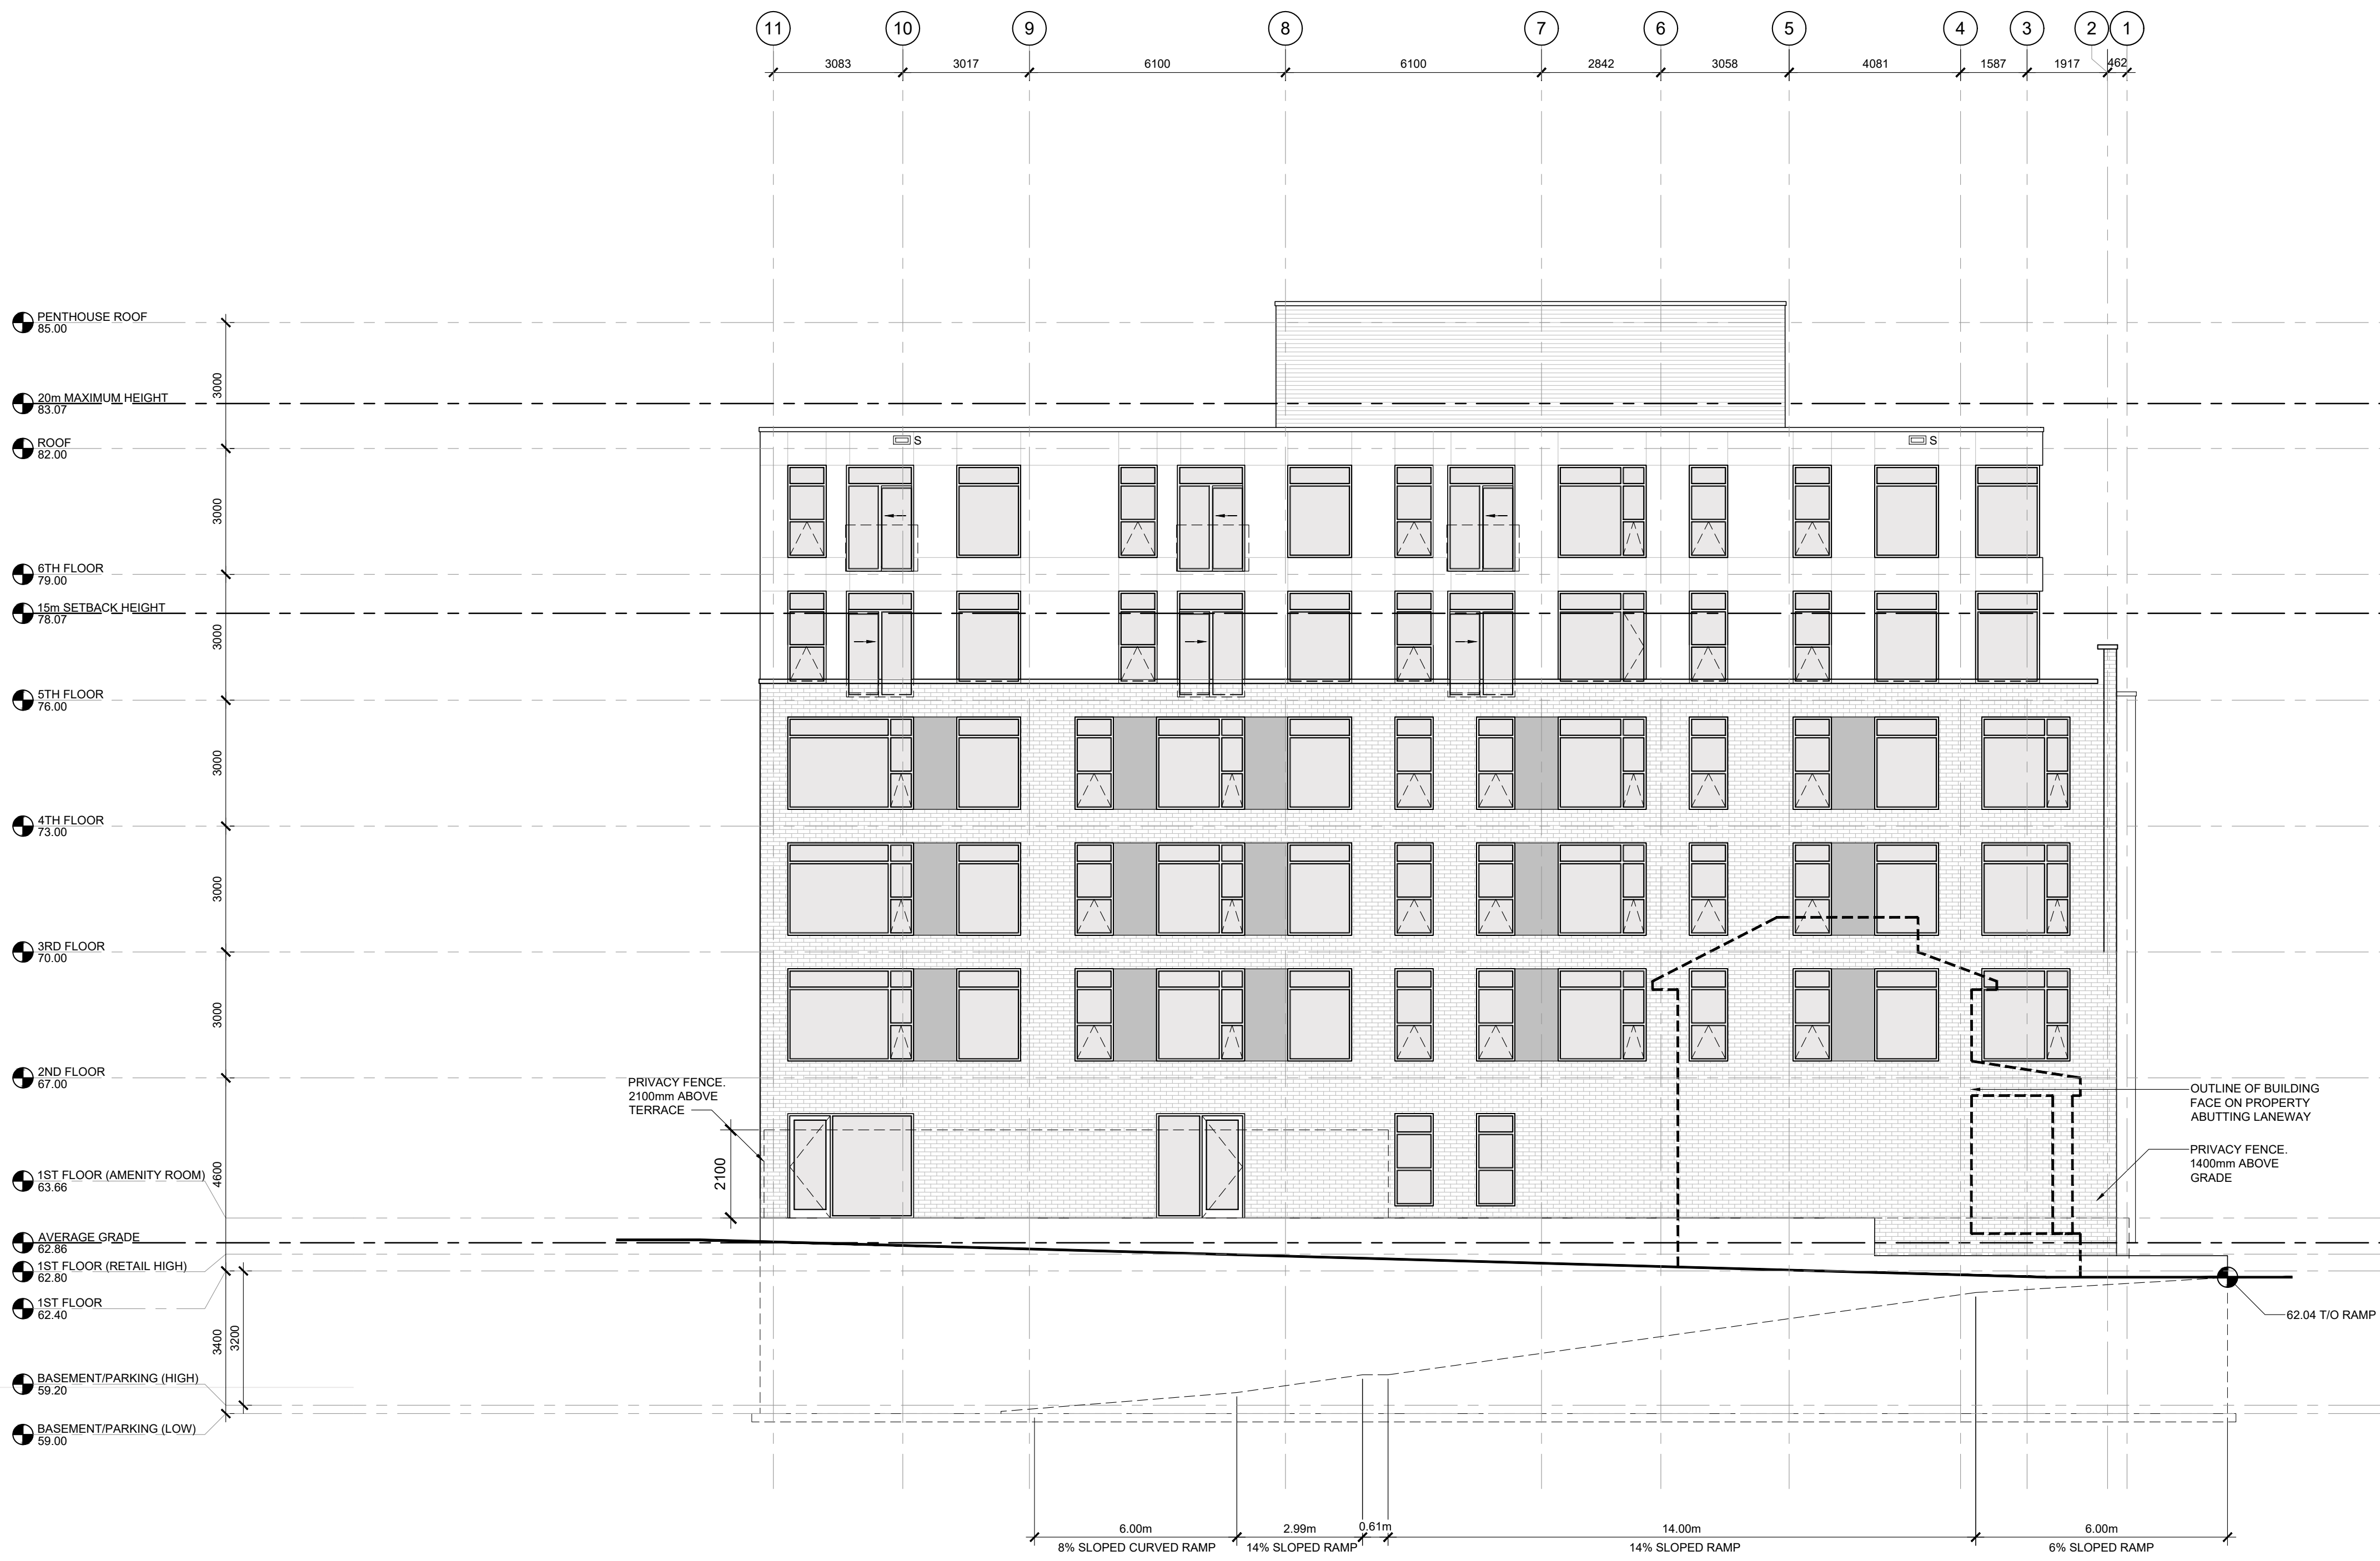 11
10
9
8
7
6
5
4
3
2
1
3083
3017
6100
6100
2842
3058
4081
1587
1917
462
PENTHOUSE ROOF
85.00
3000
20m MAXIMUM HEIGHT
83.07
ROOF
82.00
S
S
3000
6TH FLOOR
79.00
15m SETBACK HEIGHT
78.07
3000
5TH FLOOR
76.00
3000
4TH FLOOR
73.00
3000
3RD FLOOR
70.00
3000
2ND FLOOR
67.00
PRIVACY FENCE.
2100mm ABOVE
TERRACE
OUTLINE OF BUILDING
FACE ON PROPERTY
ABUTTING LANEWAY
PRIVACY FENCE.
1400mm ABOVE
GRADE
2100
4600
1ST FLOOR (AMENITY ROOM)
63.66
AVERAGE GRADE
62.86
1ST FLOOR (RETAIL HIGH)
62.80
1ST FLOOR
62.40
62.04 T/O RAMP
3400
3200
BASEMENT/PARKING (HIGH)
59.20
BASEMENT/PARKING (LOW)
59.00
6.00m
2.99m
0.61m
14.00m
6.00m
8% SLOPED CURVED RAMP
14% SLOPED RAMP
14% SLOPED RAMP
6% SLOPED RAMP